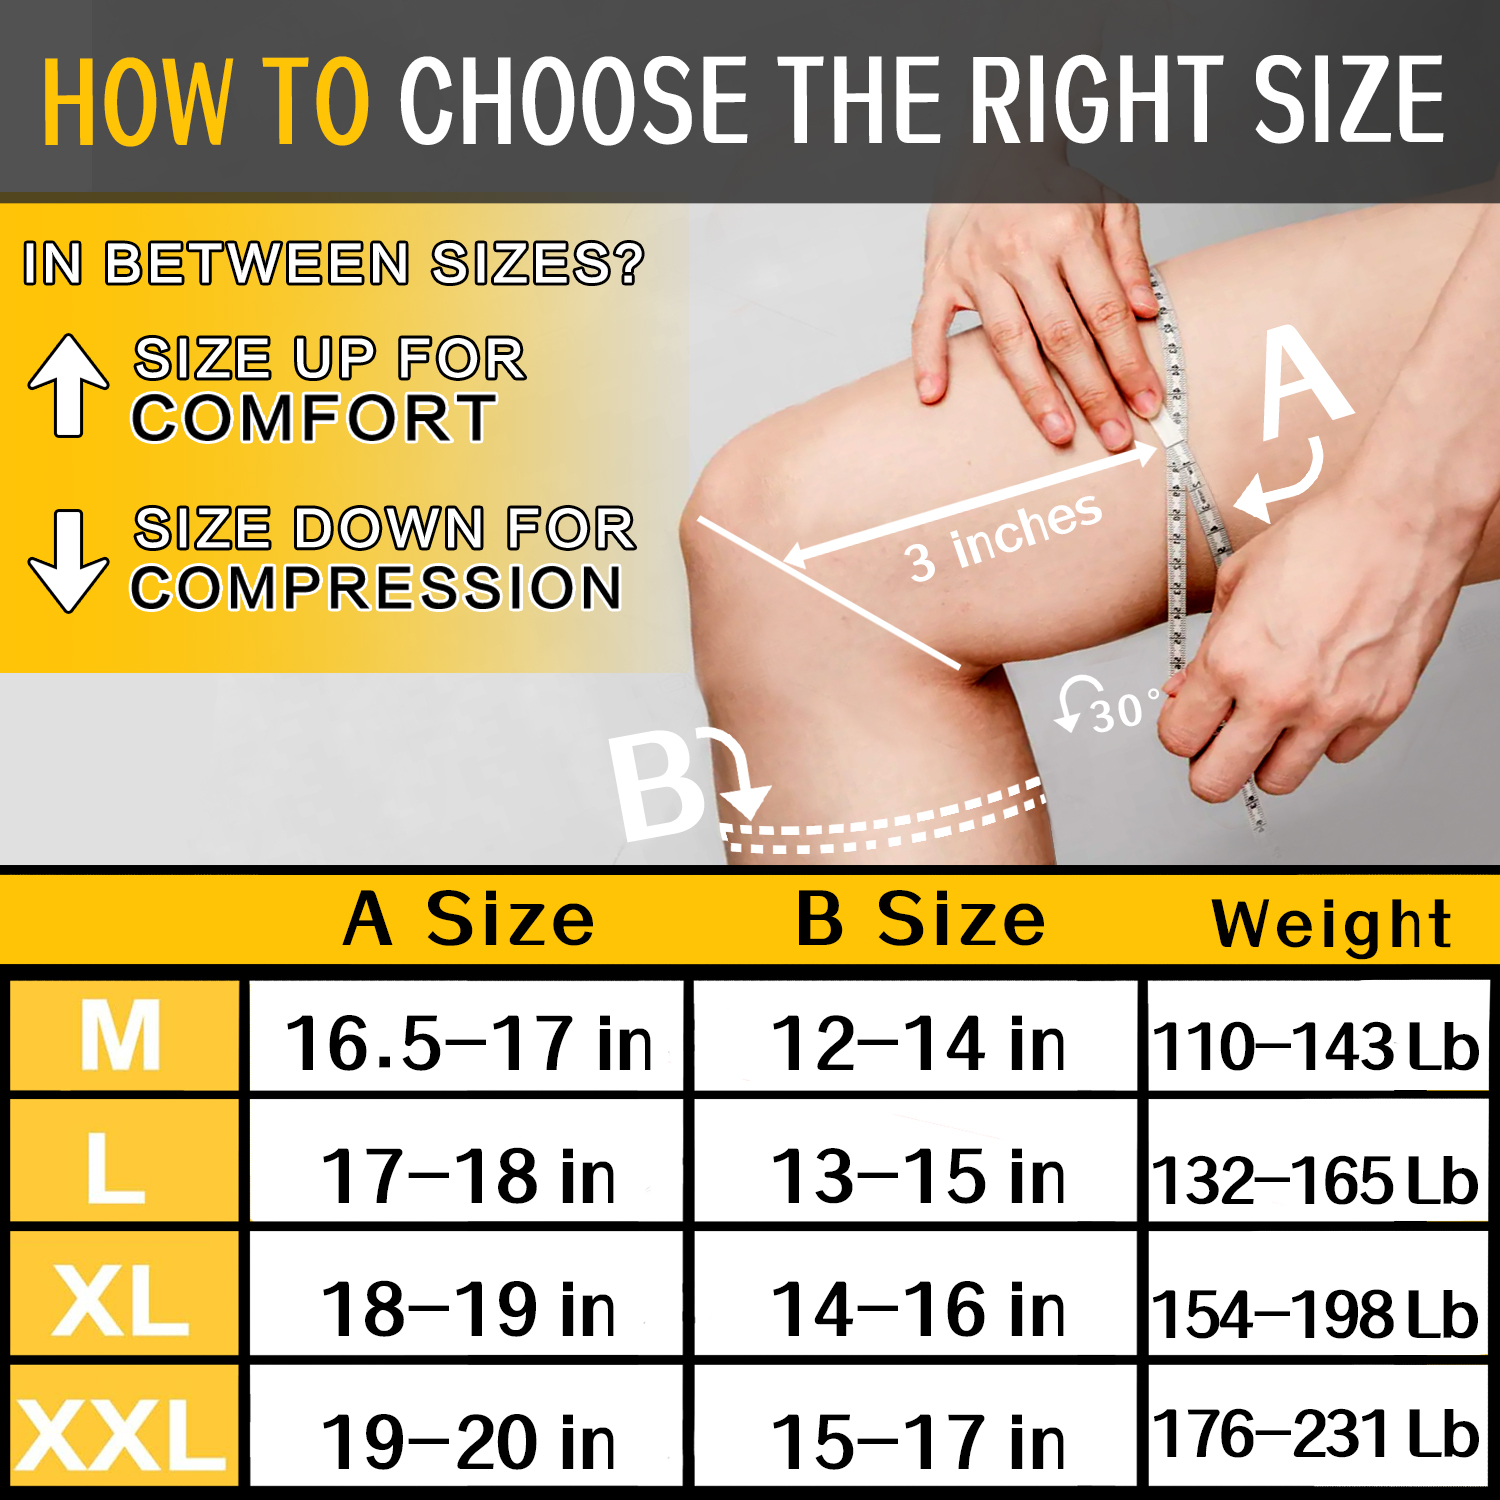 HOW TO CHOOSE THE RIGHT SIZE
IN BETWEEN SIZES?
SIZE UP FOR
COMFORT
SIZE DOWN FOR
COMPRESSION
A
3 inches
30°
B
A Size B Size Weight
M 16.5-17 in 12-14 in 110-143 Lb
L 17-18 in 13-15 in 132-165 Lb
XL 18-19 in 14-16 in 154-198 Lb
XXL 19-20 in 15-17 in 176-231 Lb